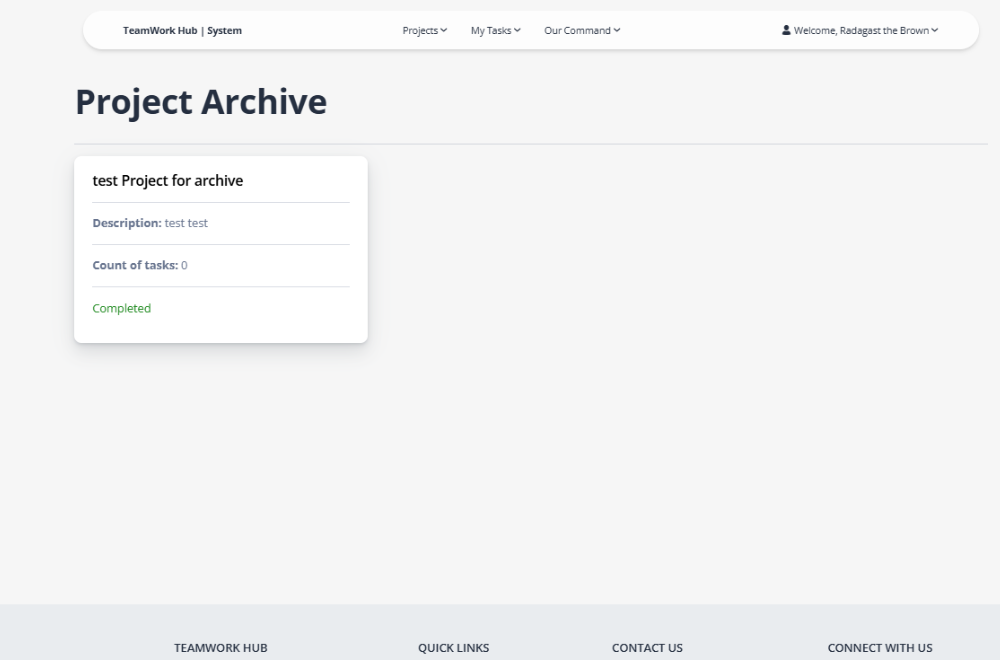 TeamWork Hub | System
Projects
My Tasks
Our Command
Welcome, Radagast the Brown
Project Archive
test Project for archive
Description: test test
Count of tasks: 0
Completed
TEAMWORK HUB
QUICK LINKS
CONTACT US
CONNECT WITH US